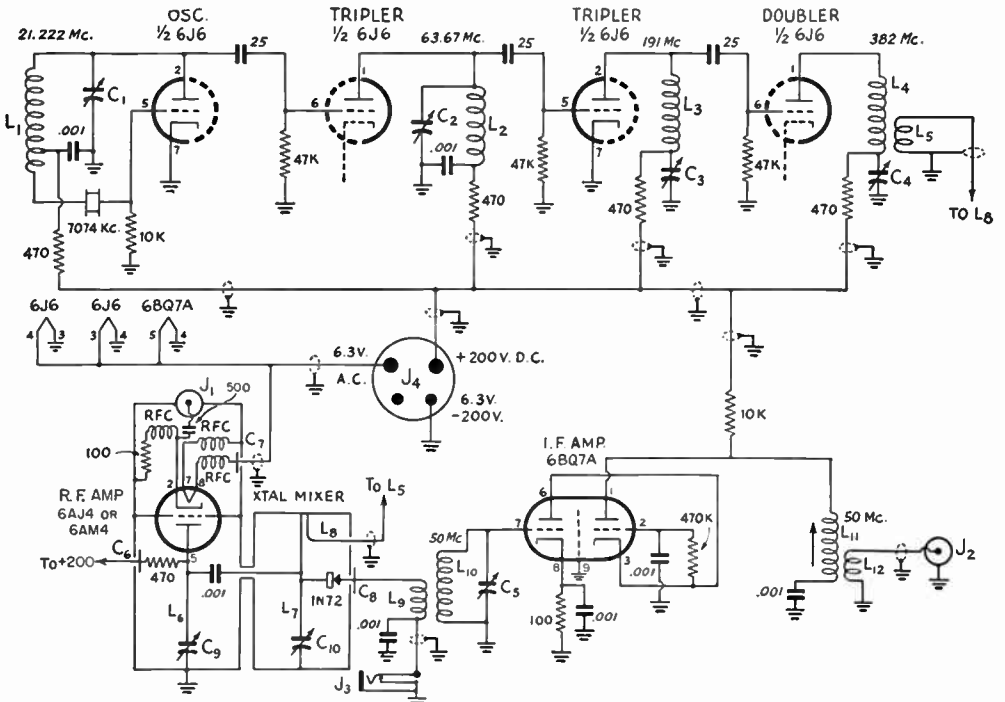 OSC.
½ 6J6
TRIPLER
½ 6J6
TRIPLER
½ 6J6
DOUBLER
½ 6J6
21.222 Mc.
25
63.67 Mc.
25
191 Mc
25
382 Mc.
2
1
2
1
L1
C1
5
7
6
C2
L2
5
7
L3
6
L4
L5
.001
47K
.001
47K
C3
47K
C4
7074 Kc.
10K
470
470
470
470
TO L8
6J6
6J6
6BQ7A
4
3
3
4
5
4
6.3V.
A.C.
J4
+200V. D.C.
6.3V.
-200V.
J1
500
RFC
RFC
C7
RFC
100
10K
2
7
8
R.F. AMP
6AJ4 OR
6AM4
XTAL MIXER
TO L5
I.F. AMP.
6BQ7A
6
1
L8
50 Mc
7
2
470K
50 Mc.
L11
J2
C6
TO+200
5
470
.001
1N72
C8
L9
L10
C5
8
9
3
.001
L12
L6
L7
.001
100
.001
.001
C9
C10
J3